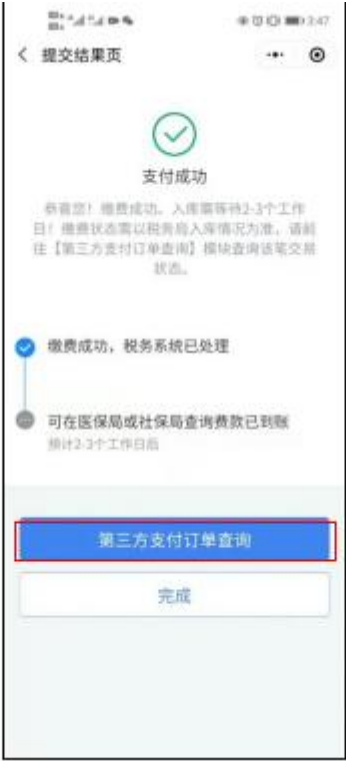 3:47
提交结果页
支付成功
恭喜您！缴费成功。入库需等待2-3个工作
日！缴费状态需以税务局入库情况为准，请前
往【第三方支付订单查询】模块查询该笔交易
状态。
缴费成功，税务系统已处理
可在医保局或社保局查询费款已到账
预计2-3个工作日后
第三方支付订单查询
完成